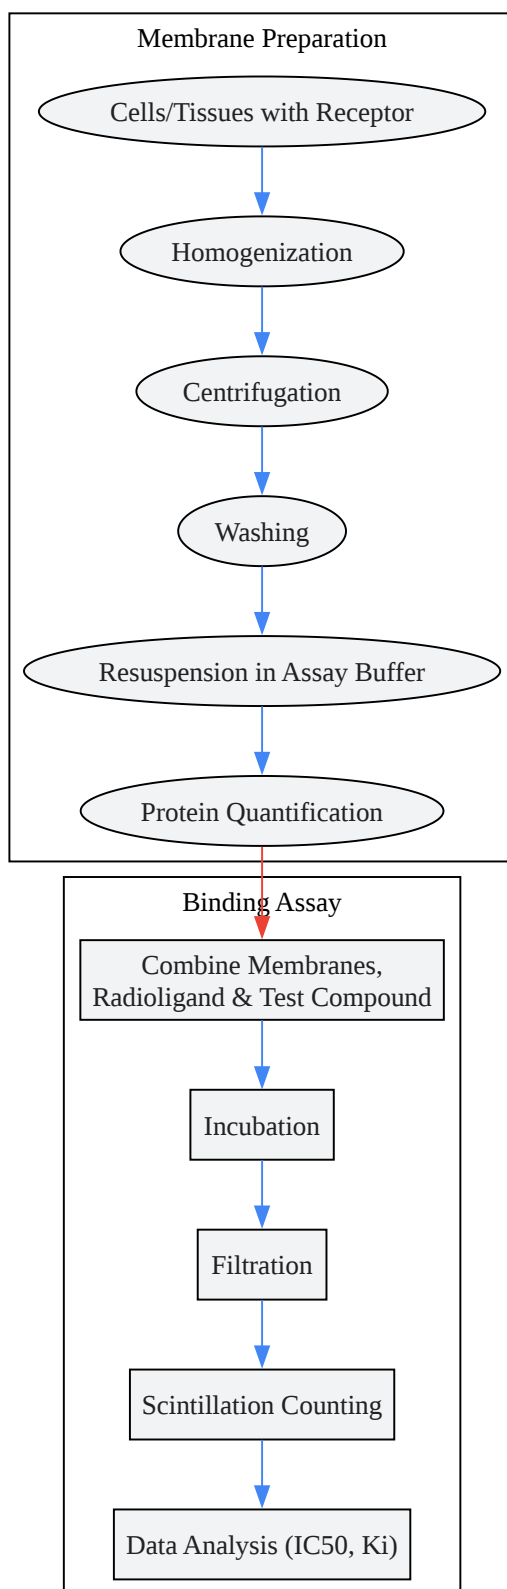 Membrane Preparation
Cells/Tissues with Receptor
Homogenization
Centrifugation
Washing
Resuspension in Assay Buffer
Protein Quantification
Binding Assay
Combine Membranes,
Radioligand & Test Compound
Incubation
Filtration
Scintillation Counting
Data Analysis (IC50, Ki)